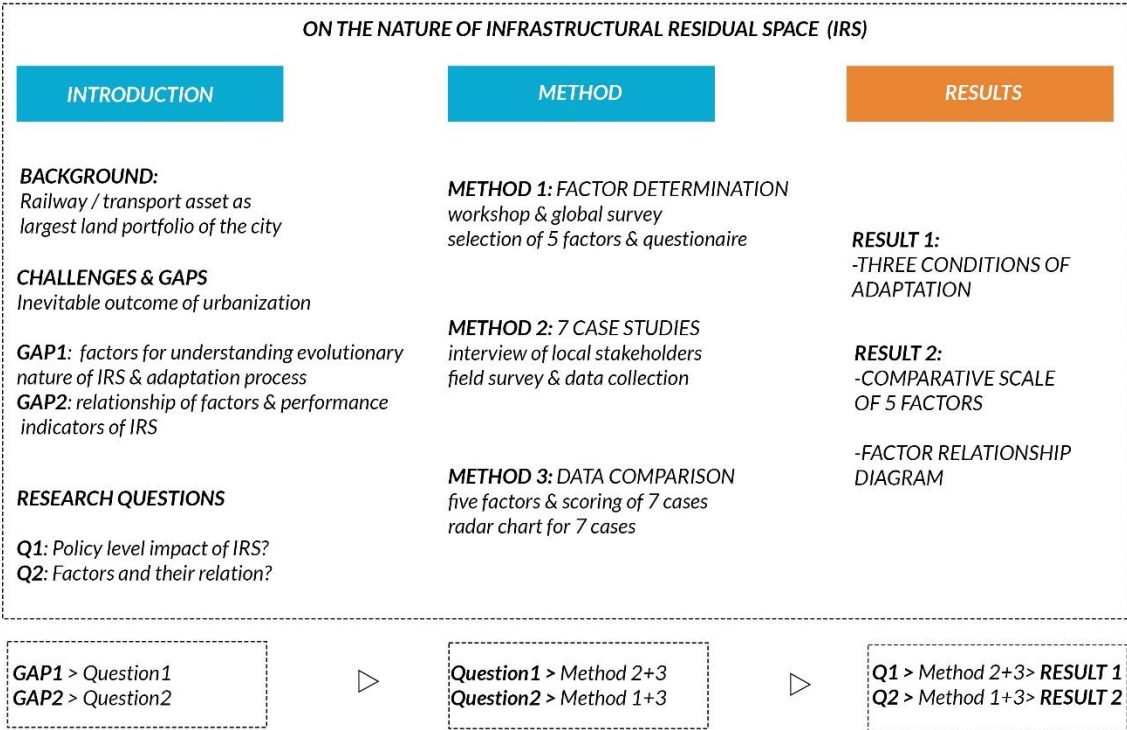 ON THE NATURE OF INFRASTRUCTURAL RESIDUAL SPACE (IRS)
INTRODUCTION
BACKGROUND:
Railway / transport asset as
largest land portfolio of the city
CHALLENGES & GAPS
Inevitable outcome of urbanization
GAP1: factors for understanding evolutionary
nature of IRS & adaptation process
GAP2: relationship of factors & performance
indicators of IRS
RESEARCH QUESTIONS
Q1: Policy level impact of IRS?
Q2: Factors and their relation?
METHOD
METHOD 1: FACTOR DETERMINATION
workshop & global survey
selection of 5 factors & questionaire
METHOD 2: 7 CASE STUDIES
interview of local stakeholders
field survey & data collection
METHOD 3: DATA COMPARISON
five factors & scoring of 7 cases
radar chart for 7 cases
RESULTS
RESULT 1:
-THREE CONDITIONS OF
ADAPTATION
RESULT 2:
-COMPARATIVE SCALE
OF 5 FACTORS
-FACTOR RELATIONSHIP
DIAGRAM
GAP1 > Question1
GAP2 > Question2
Question1 > Method 2+3
Question2 > Method 1+3
Q1 > Method 2+3> RESULT 1
Q2 > Method 1+3> RESULT 2